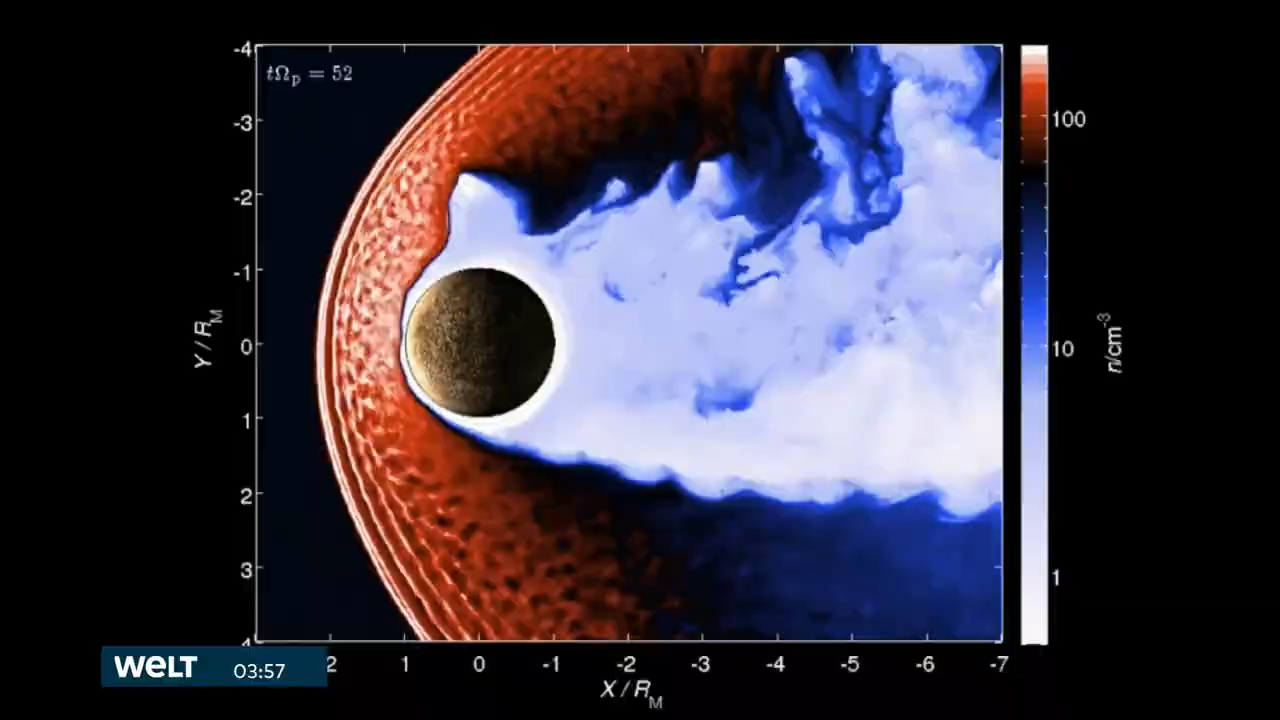 -4
tΩp = 52
-3
100
-2
-1
Y / RM
0
10
n/cm-3
1
2
3
1
4
WELT 03:57
2 1 0 -1 -2 -3 -4 -5 -6 -7
X / RM